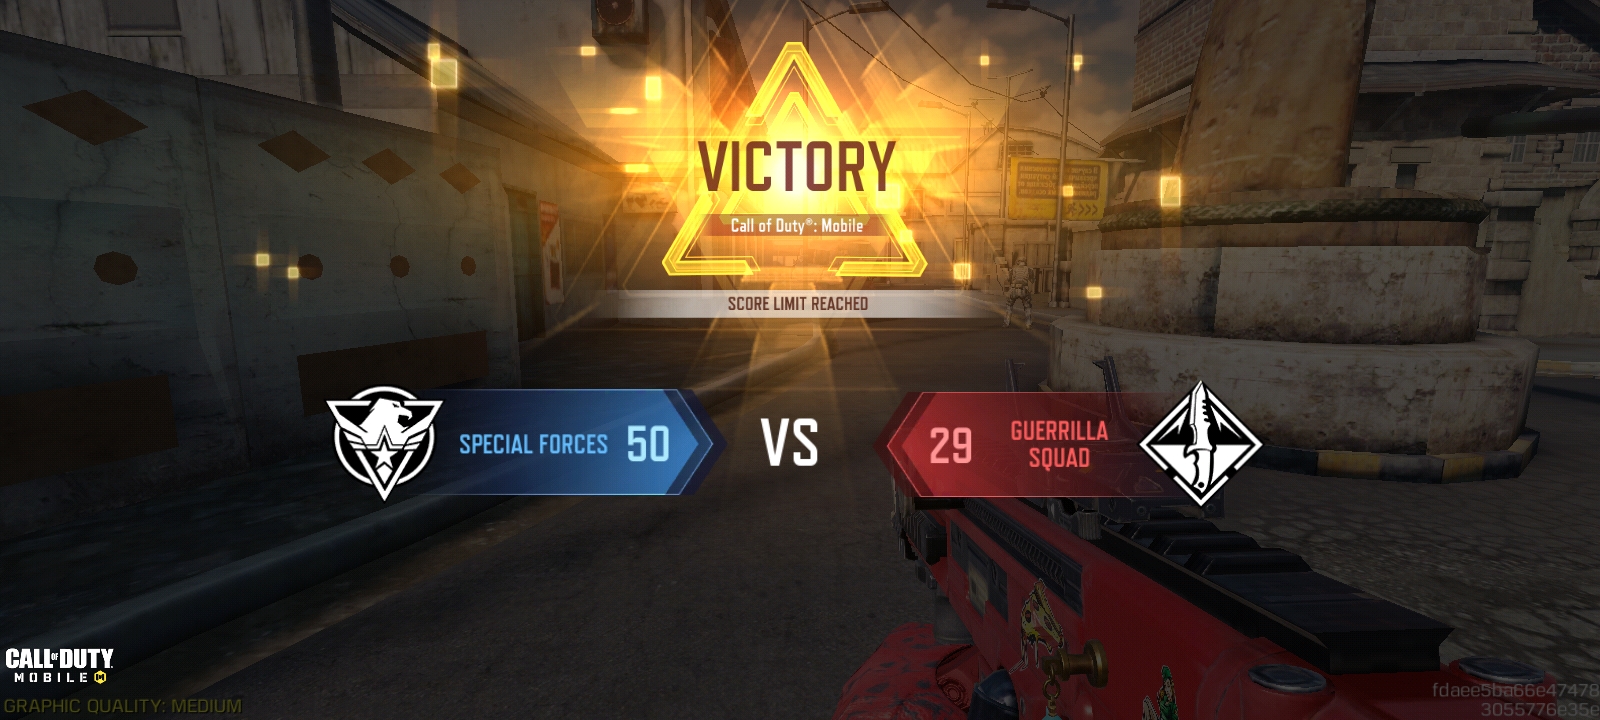 VICTORY
Call of Duty®: Mobile
SCORE LIMIT REACHED
SPECIAL FORCES 50
VS
29 GUERRILLA
SQUAD
CALL OF DUTY
MOBILE
GRAPHIC QUALITY: MEDIUM
fdaee5ba66e47478
3055776e35e